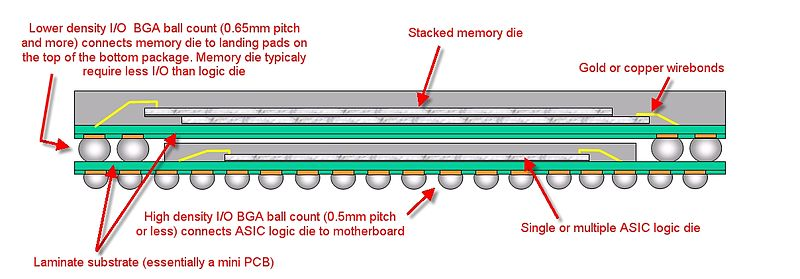 Lower density I/O BGA ball count (0.65mm pitch
and more) connects memory die to landing pads on
the top of the bottom package. Memory die typicaly
require less I/O than logic die
Stacked memory die
Gold or copper wirebonds
High density I/O BGA ball count (0.5mm pitch
or less) connects ASIC logic die to motherboard
Single or multiple ASIC logic die
Laminate substrate (essentially a mini PCB)